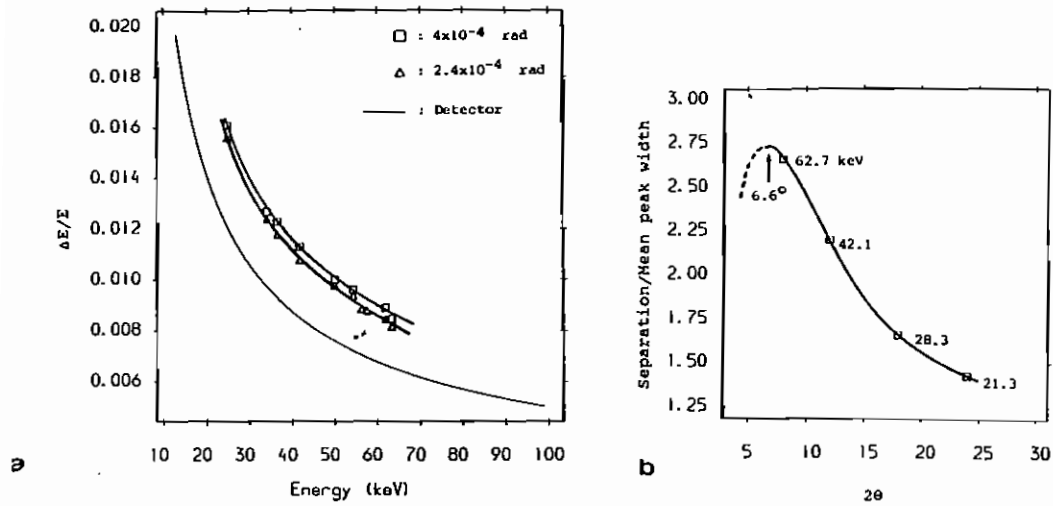 0.020
0.018
0.016
0.014
0.012
0.010
0.008
0.006
ΔE/E
□ : 4x10⁻⁴ rad
△ : 2.4x10⁻⁴ rad
—— : Detector
10 20 30 40 50 60 70 80 90 100
Energy (keV)
a
3.00
2.75
2.50
2.25
2.00
1.75
1.50
1.25
Separation/Mean peak width
62.7 keV
6.6°
42.1
28.3
21.3
5 10 15 20 25 30
2θ
b